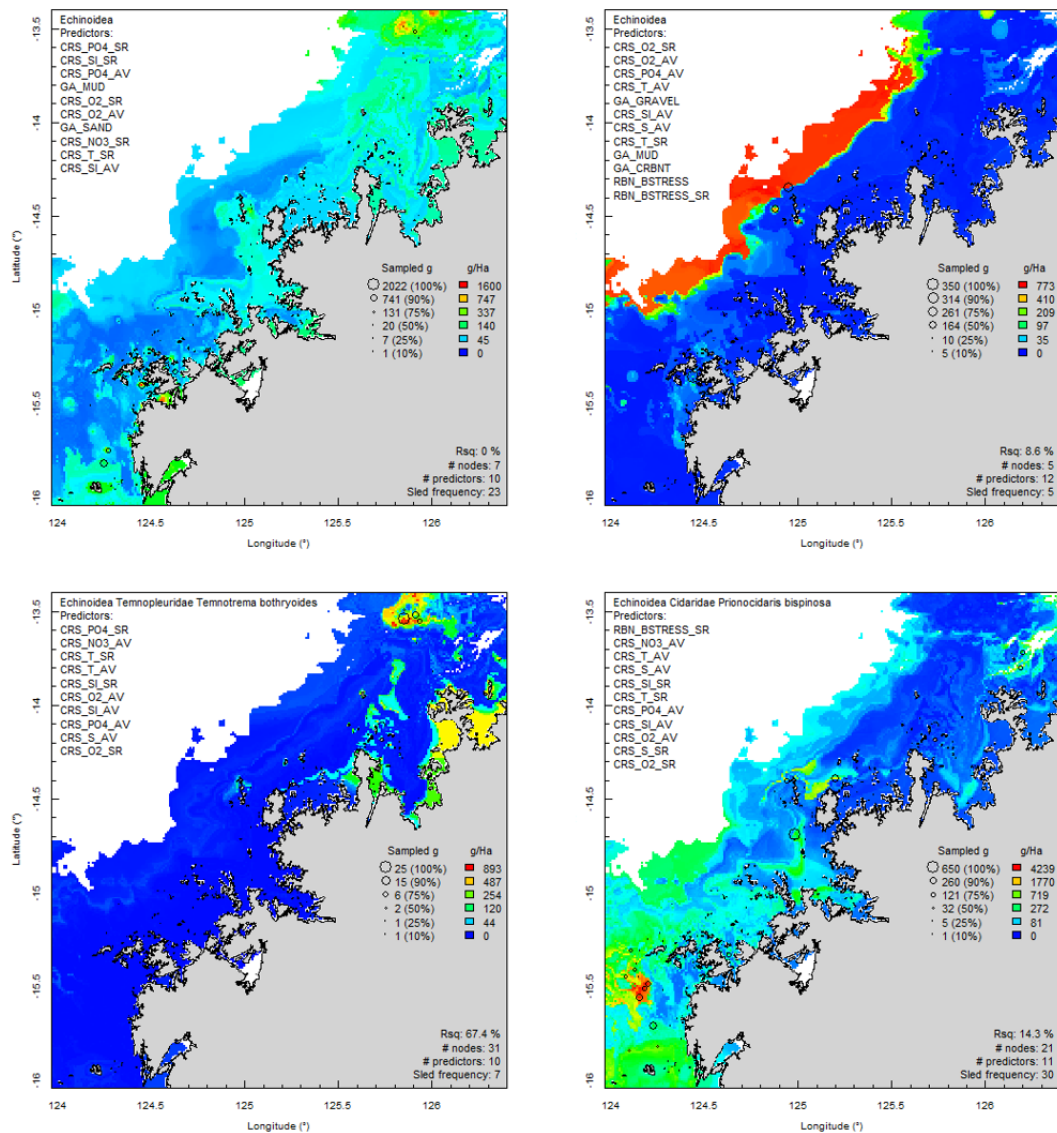 Echinoidea
Predictors:
CRS_PO4_SR
CRS_SI_SR
CRS_PO4_AV
GA_MUD
CRS_O2_SR
CRS_O2_AV
GA_SAND
CRS_NO3_SR
CRS_T_SR
CRS_SI_AV
Sampled g g/Ha
2022 (100%) 1600
741 (90%) 747
131 (75%) 337
20 (50%) 140
7 (25%) 45
1 (10%) 0
Rsq: 0 %
# nodes: 7
# predictors: 10
Sled frequency: 23
Latitude (°)
-13.5
-14
-14.5
-15
-15.5
-16
124 124.5 125 125.5 126
Longitude (°)
Echinoidea
Predictors:
CRS_O2_SR
CRS_O2_AV
CRS_PO4_AV
CRS_T_AV
GA_GRAVEL
CRS_SI_AV
CRS_S_AV
CRS_T_SR
GA_MUD
GA_CRBNT
RBN_BSTRESS
RBN_BSTRESS_SR
Sampled g g/Ha
350 (100%) 773
314 (90%) 410
261 (75%) 209
164 (50%) 97
10 (25%) 35
5 (10%) 0
Rsq: 8.6 %
# nodes: 5
# predictors: 12
Sled frequency: 5
-13.5
-14
-14.5
-15
-15.5
-16
124 124.5 125 125.5 126
Longitude (°)
Echinoidea Temnopleuridae Temnotrema bothryoides
Predictors:
CRS_PO4_SR
CRS_NO3_AV
CRS_T_SR
CRS_T_AV
CRS_SI_SR
CRS_O2_AV
CRS_SI_AV
CRS_PO4_AV
CRS_S_AV
CRS_O2_SR
Sampled g g/Ha
25 (100%) 893
15 (90%) 487
6 (75%) 254
2 (50%) 120
1 (25%) 44
1 (10%) 0
Rsq: 67.4 %
# nodes: 31
# predictors: 10
Sled frequency: 7
Latitude (°)
-13.5
-14
-14.5
-15
-15.5
-16
124 124.5 125 125.5 126
Longitude (°)
Echinoidea Cidaridae Prionocidaris bispinosa
Predictors:
RBN_BSTRESS_SR
CRS_NO3_AV
CRS_T_AV
CRS_S_AV
CRS_SI_SR
CRS_T_SR
CRS_PO4_AV
CRS_SI_AV
CRS_O2_AV
CRS_S_SR
CRS_O2_SR
Sampled g g/Ha
650 (100%) 4239
260 (90%) 1770
121 (75%) 719
32 (50%) 272
5 (25%) 81
1 (10%) 0
Rsq: 14.3 %
# nodes: 21
# predictors: 11
Sled frequency: 30
-13.5
-14
-14.5
-15
-15.5
-16
124 124.5 125 125.5 126
Longitude (°)